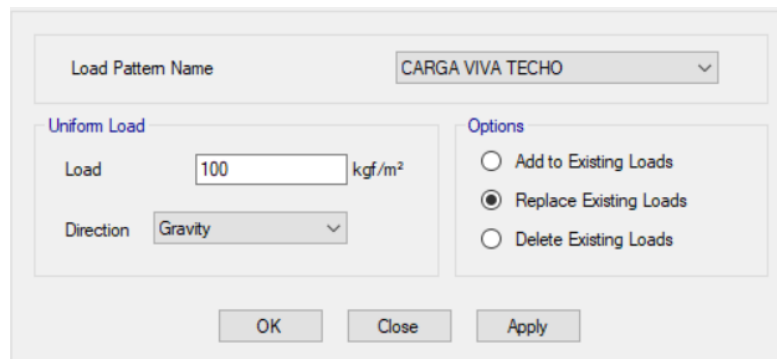 Load Pattern Name
CARGA VIVA TECHO
Uniform Load
Load
100
kgf/m²
Direction
Gravity
Options
Add to Existing Loads
Replace Existing Loads
Delete Existing Loads
OK
Close
Apply